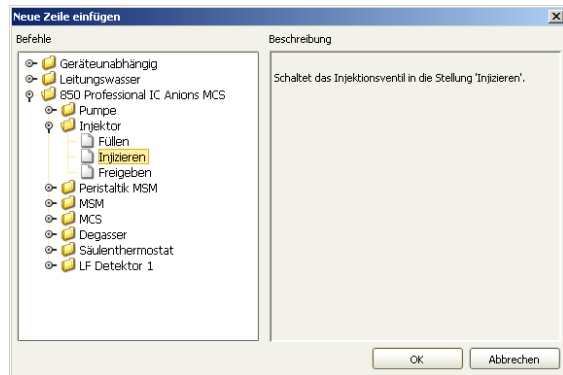 Neue Zeile einfügen
Befehle
Beschreibung
Geräteunabhängig
Leitungswasser
850 Professional IC Anions MCS
Pumpe
Injektor
Füllen
Injizieren
Freigeben
Peristaltik MSM
MSM
MCS
Degasser
Säulenthermostat
LF Detektor 1
Schaltet das Injektionsventil in die Stellung 'Injizieren'.
OK
Abbrechen